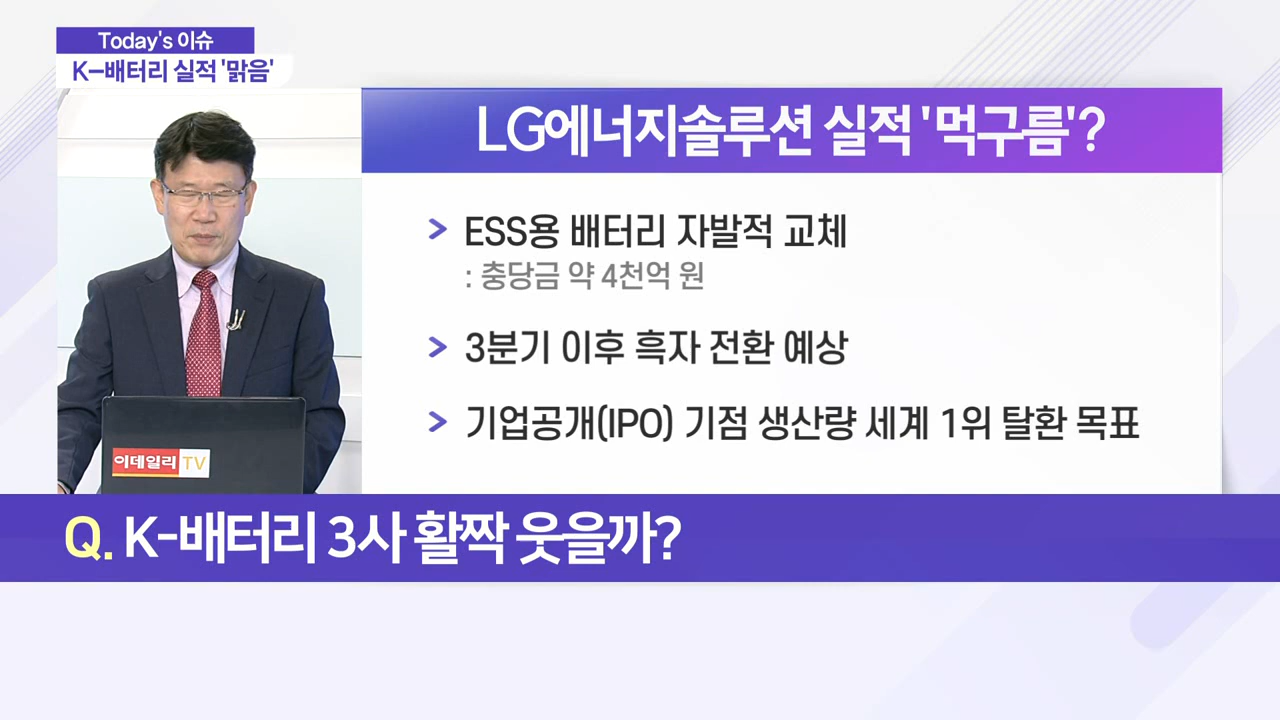 Today's 이슈
K-배터리 실적 '맑음'
LG에너지솔루션 실적 '먹구름'?
> ESS용 배터리 자발적 교체
: 충당금 약 4천억 원
> 3분기 이후 흑자 전환 예상
> 기업공개(IPO) 기점 생산량 세계 1위 탈환 목표
이데일리 TV
Q. K-배터리 3사 활짝 웃을까?